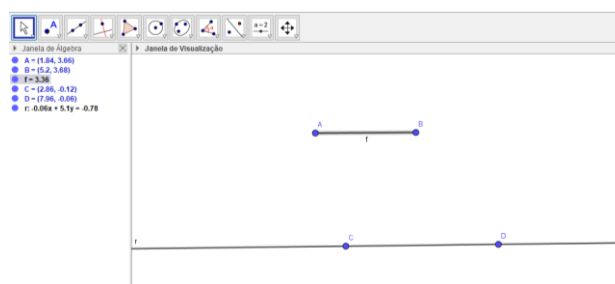 A
a=2
Janela de Álgebra
Janela de Visualização
A = (1.84, 3.66)
B = (5.2, 3.68)
f = 3.36
C = (2.86, -0.12)
D = (7.96, -0.06)
r: -0.06x + 5.1y = -0.78
A
B
f
r
C
D